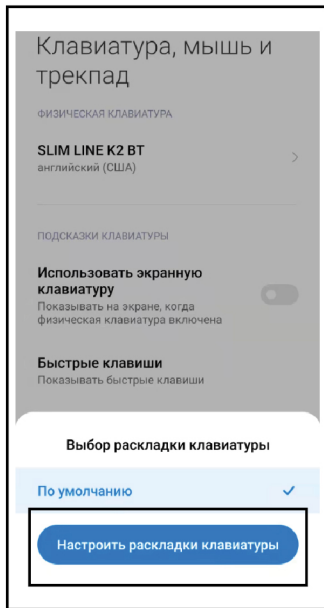 Клавиатура, мышь и
трекпад
ФИЗИЧЕСКАЯ КЛАВИАТУРА
SLIM LINE K2 BT
английский (США)
ПОДСКАЗКИ КЛАВИАТУРЫ
Использовать экранную
клавиатуру
Показывать на экране, когда
физическая клавиатура включена
Быстрые клавиши
Показывать быстрые клавиши
Выбор раскладки клавиатуры
По умолчанию
Настроить раскладки клавиатуры